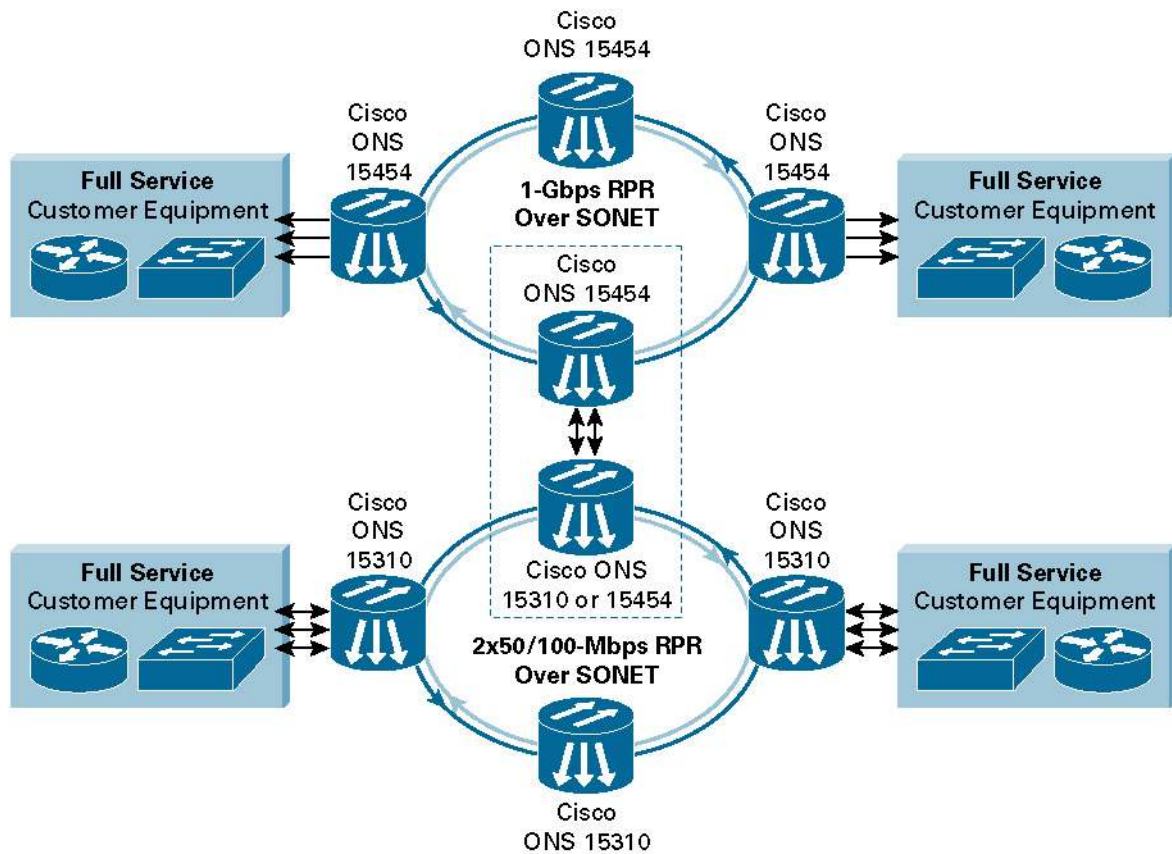 Cisco
ONS 15454
Cisco
ONS
15454
Cisco
ONS
15454
Full Service
Customer Equipment
1-Gbps RPR
Over SONET
Full Service
Customer Equipment
Cisco
ONS 15454
Cisco
ONS
15310
Cisco
ONS
15310
Full Service
Customer Equipment
Cisco ONS
15310 or 15454
Full Service
Customer Equipment
2x50/100-Mbps RPR
Over SONET
Cisco
ONS 15310